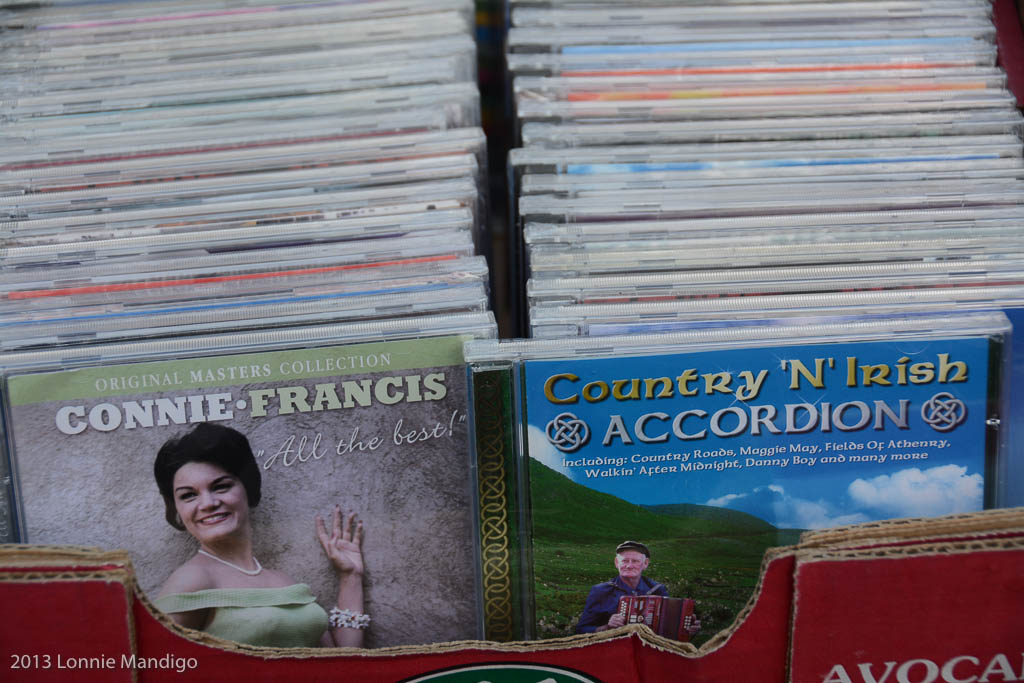 ORIGINAL MASTERS COLLECTION
CONNIE·FRANCIS
"All the best!"
Country 'N' Irish
ACCORDION
Including: Country Roads, Maggie May, Fields Of Athenry,
Walkin' After Midnight, Danny Boy and many more
AVOCA
2013 Lonnie Mandigo